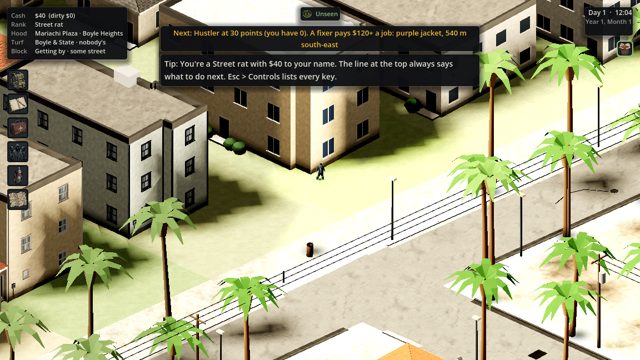 Cash $40 (dirty $0)
Rank Street rat
Hood Mariachi Plaza · Boyle Heights
Turf Boyle & State · nobody's
Block Getting by · some street
Unseen
Day 1 · 12:04
Year 1, Month 1
Next: Hustler at 30 points (you have 0). A fixer pays $120+ a job: purple jacket, 540 m
south-east
Tip: You're a Street rat with $40 to your name. The line at the top always says
what to do next. Esc > Controls lists every key.